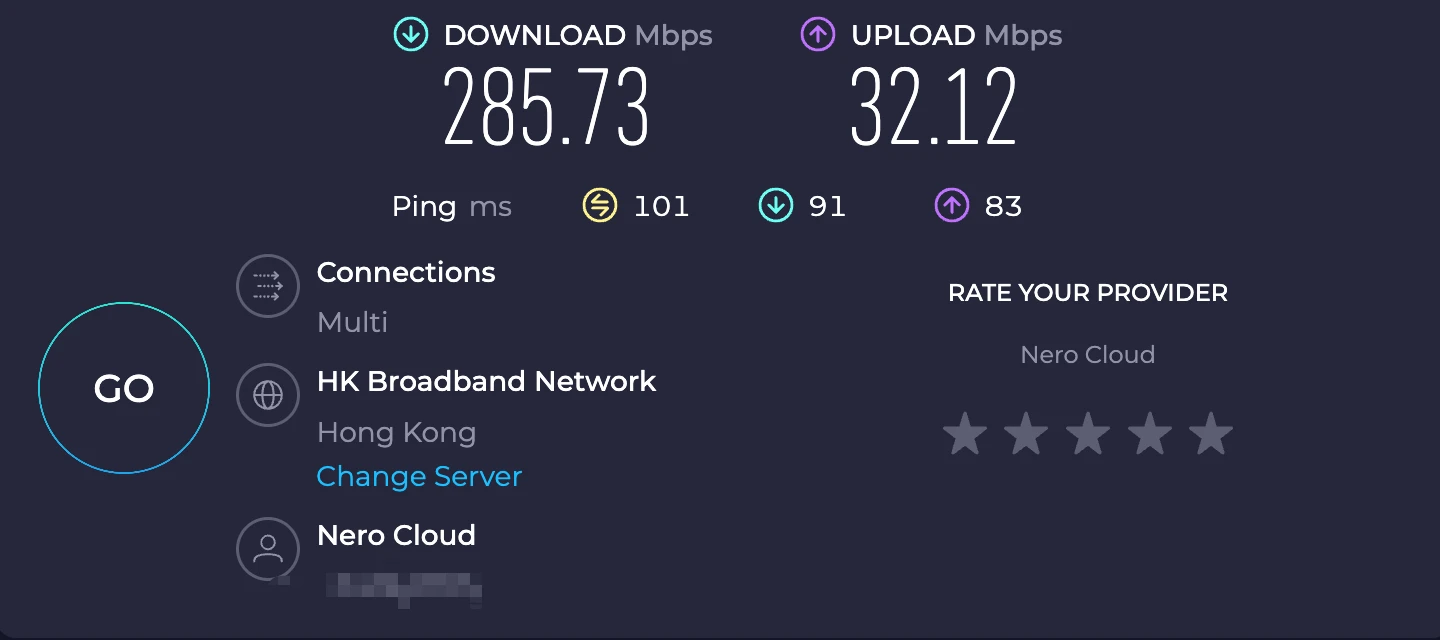 DOWNLOAD Mbps
285.73
UPLOAD Mbps
32.12
Ping ms 101 91 83
Connections
Multi
HK Broadband Network
Hong Kong
Change Server
Nero Cloud
GO
RATE YOUR PROVIDER
Nero Cloud